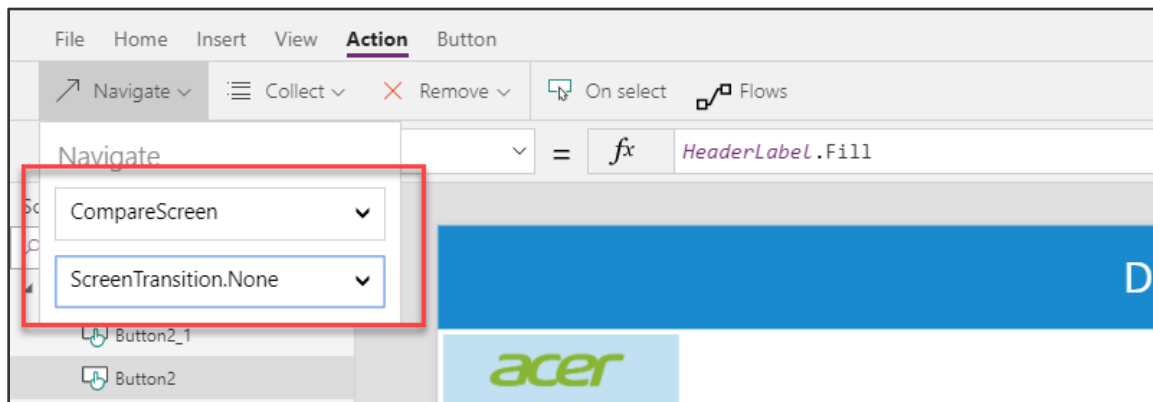 File Home Insert View Action Button
Navigate Collect Remove On select Flows
Navigate
= fx HeaderLabel.Fill
CompareScreen
ScreenTransition.None
D
Button2_1
acer
Button2